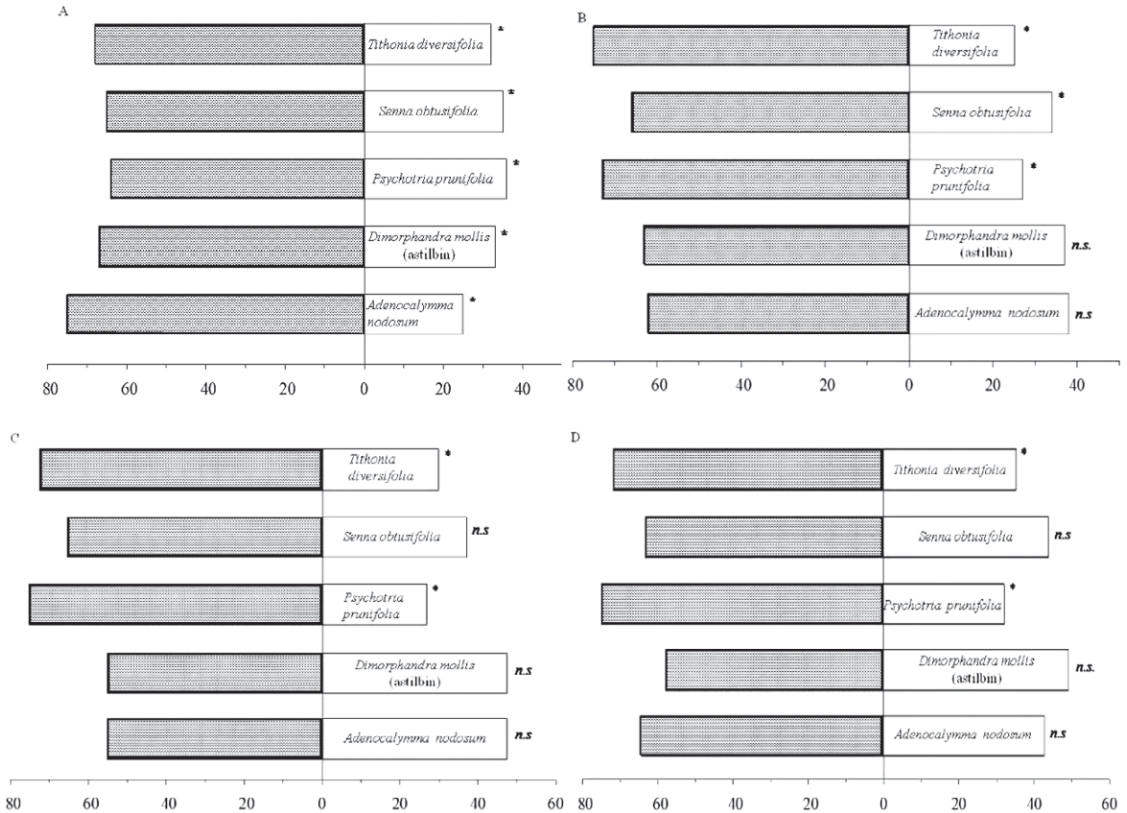 A
Tithonia diversifolia *
Senna obtusifolia *
Psychotria prunifolia *
Dimorphandra mollis *
(astilbin)
Adenocalymma *
nodosum
80 60 40 20 0 20 40
B
Tithonia *
diversifolia
Senna obtusifolia *
Psychotria *
prunifolia
Dimorphandra mollis n.s.
(astilbin)
Adenocalymma nodosum n.s
80 60 40 20 0 20 40
C
Tithonia *
diversifolia
Senna obtusifolia n.s
Psychotria *
prunifolia
Dimorphandra mollis n.s
(astilbin)
Adenocalymma nodosum n.s
80 60 40 20 0 20 40 60
D
Tithonia diversifolia *
Senna obtusifolia n.s
Psychotria prunifolia *
Dimorphandra mollis n.s.
(astilbin)
Adenocalymma nodosum n.s
80 60 40 20 0 20 40 60